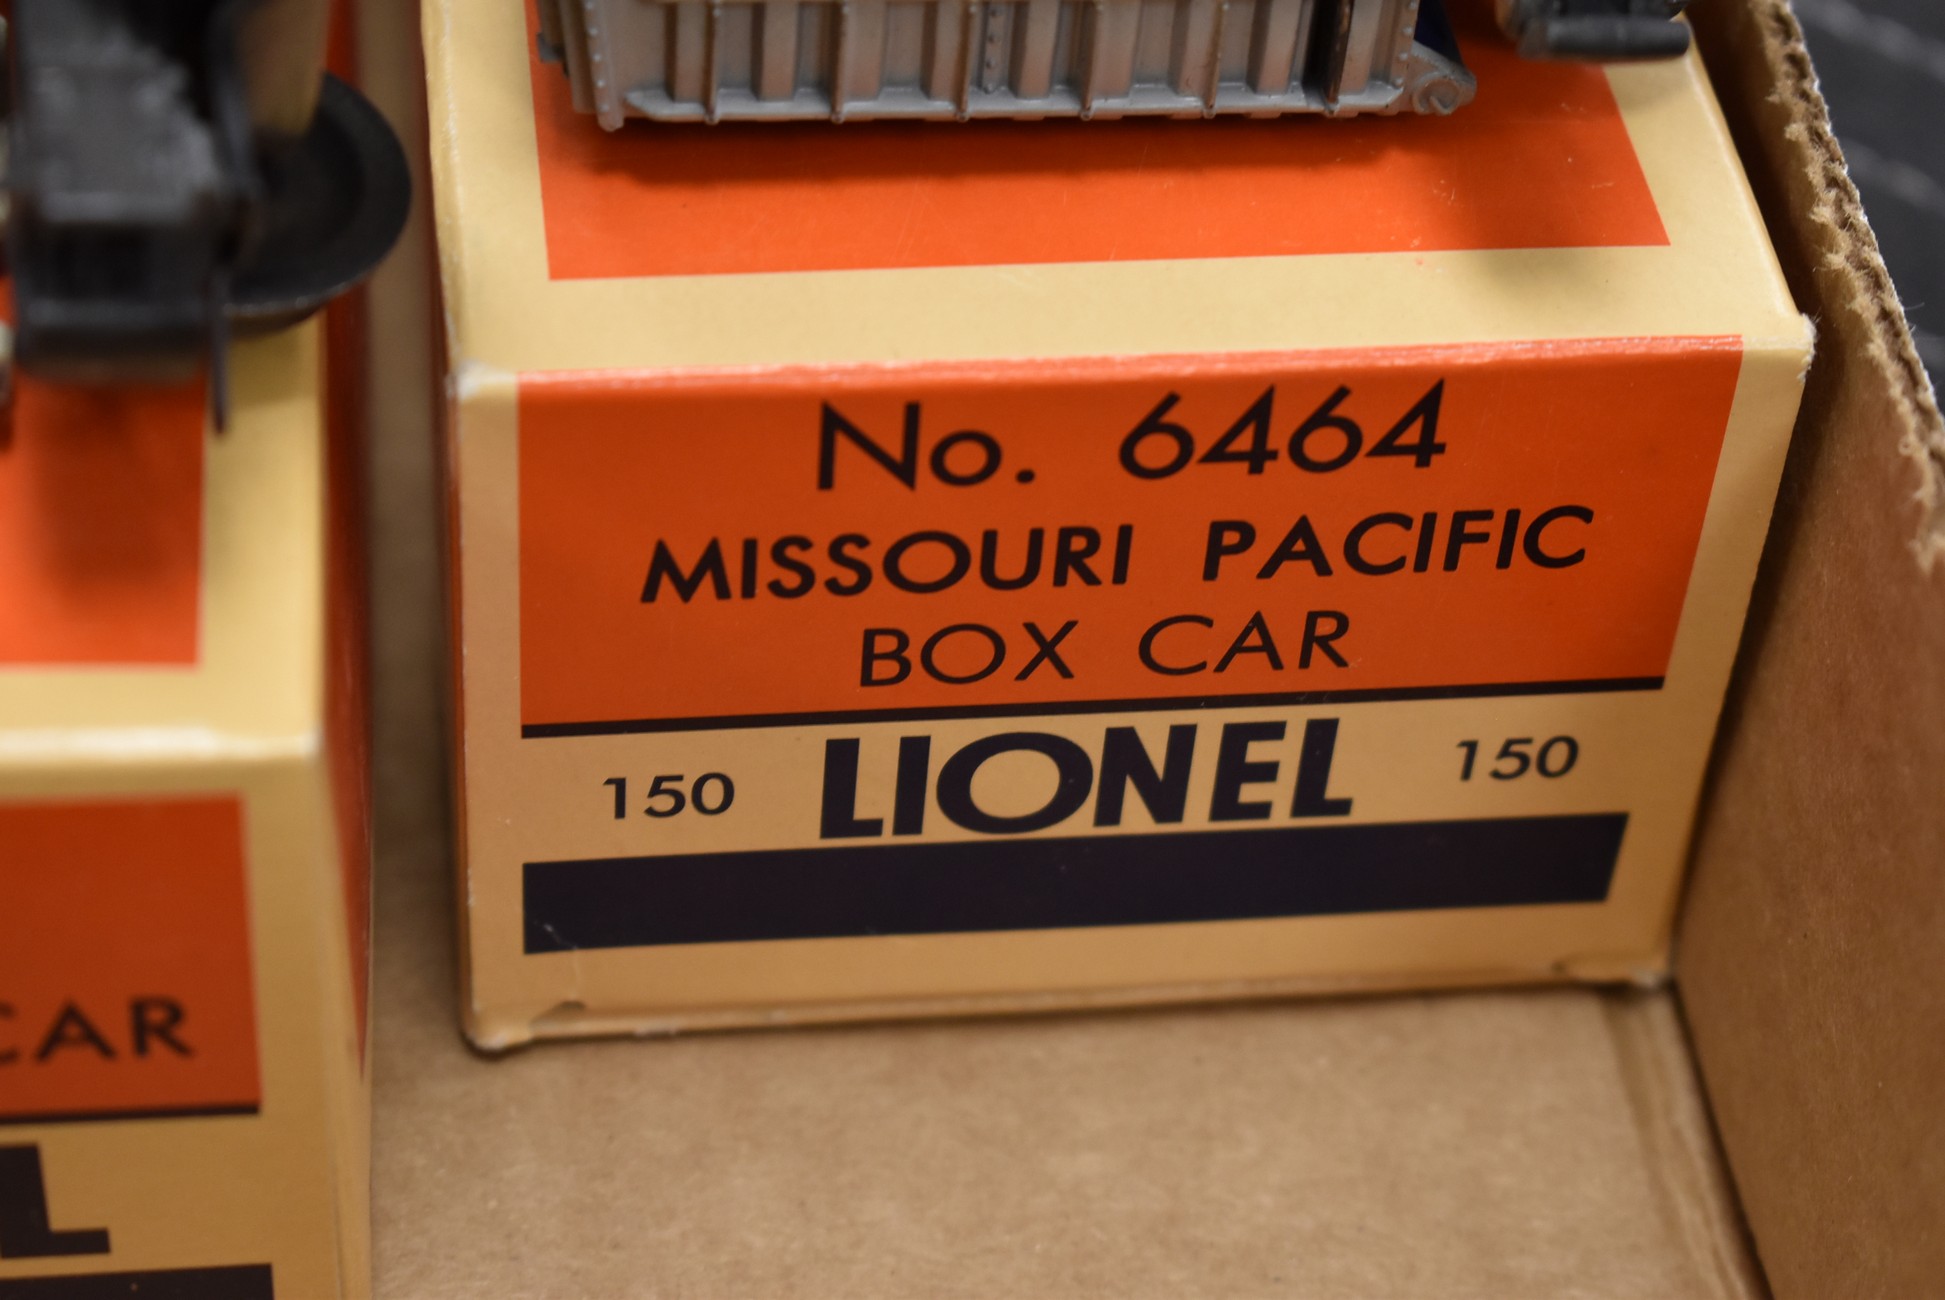 No. 6464
MISSOURI PACIFIC
BOX CAR
150 LIONEL 150
CAR
L